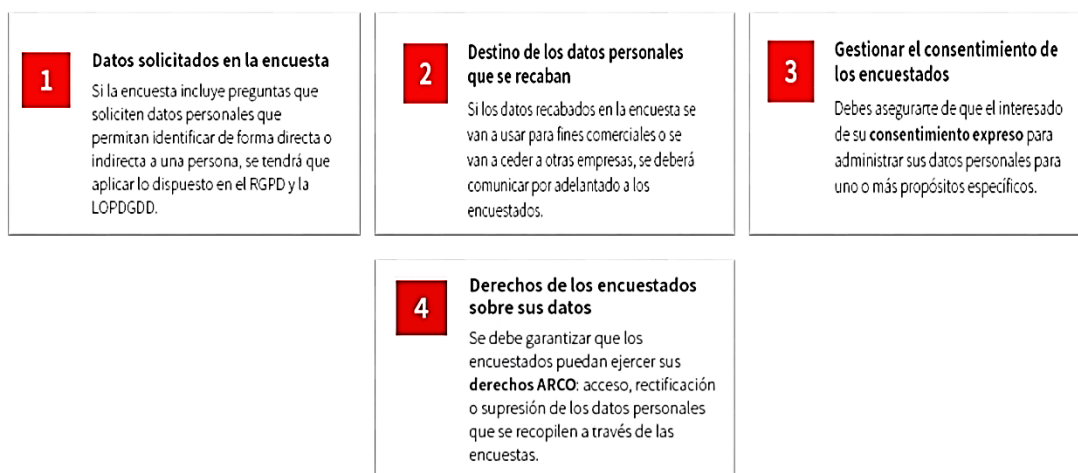 1
Datos solicitados en la encuesta
Si la encuesta incluye preguntas que
soliciten datos personales que
permitan identificar de forma directa o
indirecta a una persona, se tendrá que
aplicar lo dispuesto en el RGPD y la
LOPDGDD.
2
Destino de los datos personales
que se recaban
Si los datos recabados en la encuesta se
van a usar para fines comerciales o se
van a ceder a otras empresas, se deberá
comunicar por adelantado a los
encuestados.
3
Gestionar el consentimiento de
los encuestados
Debes asegurarte de que el interesado
de su consentimiento expreso para
administrar sus datos personales para
uno o más propósitos específicos.
4
Derechos de los encuestados
sobre sus datos
Se debe garantizar que los
encuestados puedan ejercer sus
derechos ARCO: acceso, rectificación
o supresión de los datos personales
que se recopilen a través de las
encuestas.